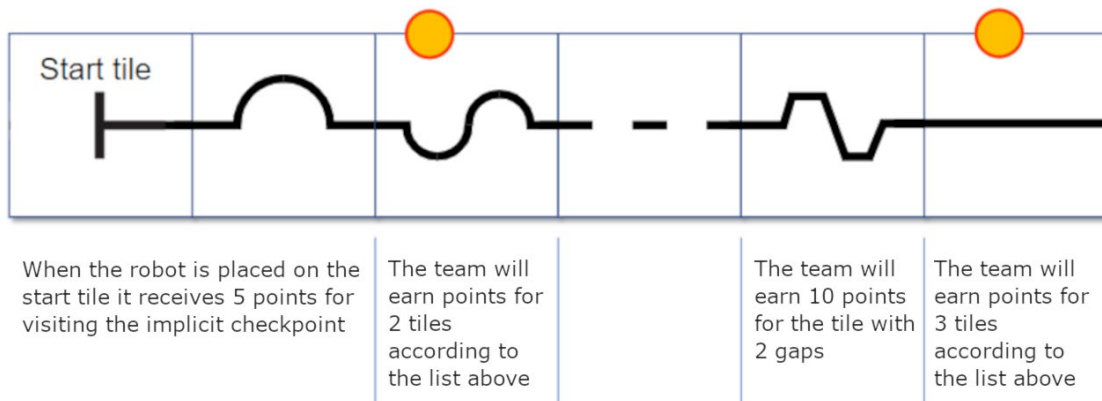 Start tile
When the robot is placed on the
start tile it receives 5 points for
visiting the implicit checkpoint
The team will
earn points for
2 tiles
according to
the list above
The team will
earn 10 points
for the tile with
2 gaps
The team will
earn points for
3 tiles
according to
the list above